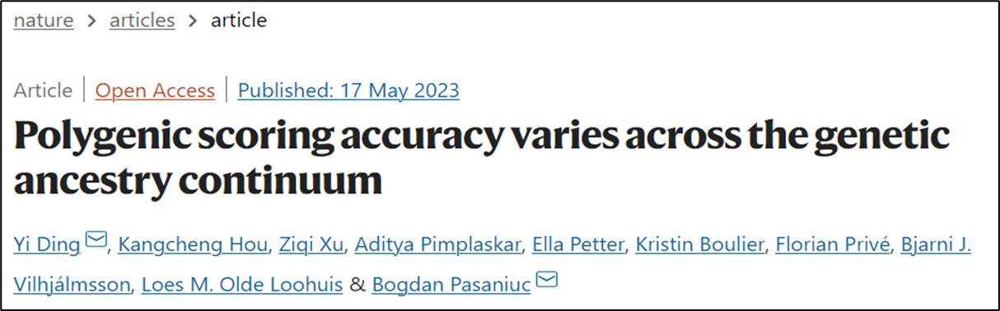 nature > articles > article
Article | Open Access | Published: 17 May 2023
Polygenic scoring accuracy varies across the genetic
ancestry continuum
Yi Ding, Kangcheng Hou, Ziqi Xu, Aditya Pimplaskar, Ella Petter, Kristin Boulier, Florian Privé, Bjarni J.
Vilhjálmsson, Loes M. Olde Loohuis & Bogdan Pasaniuc